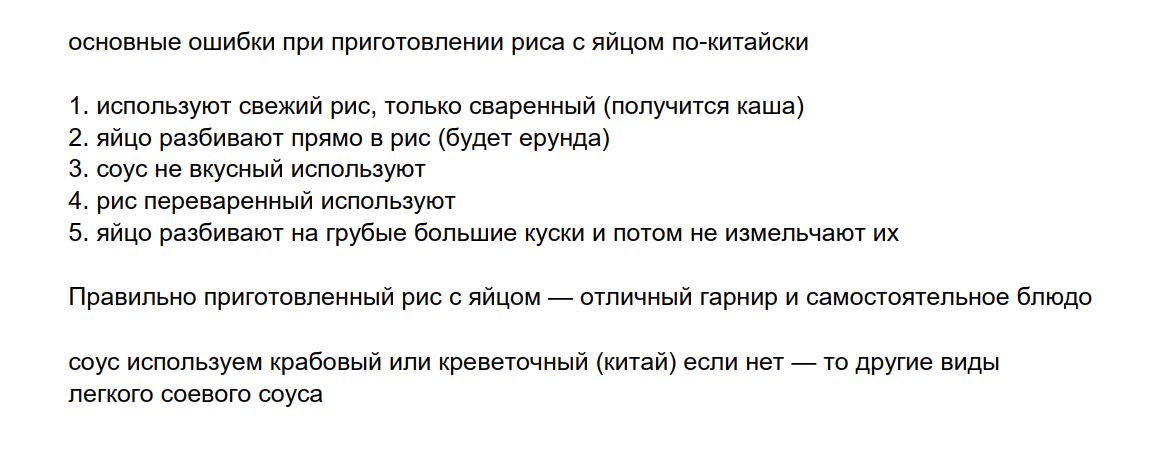 основные ошибки при приготовлении риса с яйцом по-китайски
1. используют свежий рис, только сваренный (получится каша)
2. яйцо разбивают прямо в рис (будет ерунда)
3. соус не вкусный используют
4. рис переваренный используют
5. яйцо разбивают на грубые большие куски и потом не измельчают их
Правильно приготовленный рис с яйцом — отличный гарнир и самостоятельное блюдо
соус используем крабовый или креветочный (китай) если нет — то другие виды
легкого соевого соуса